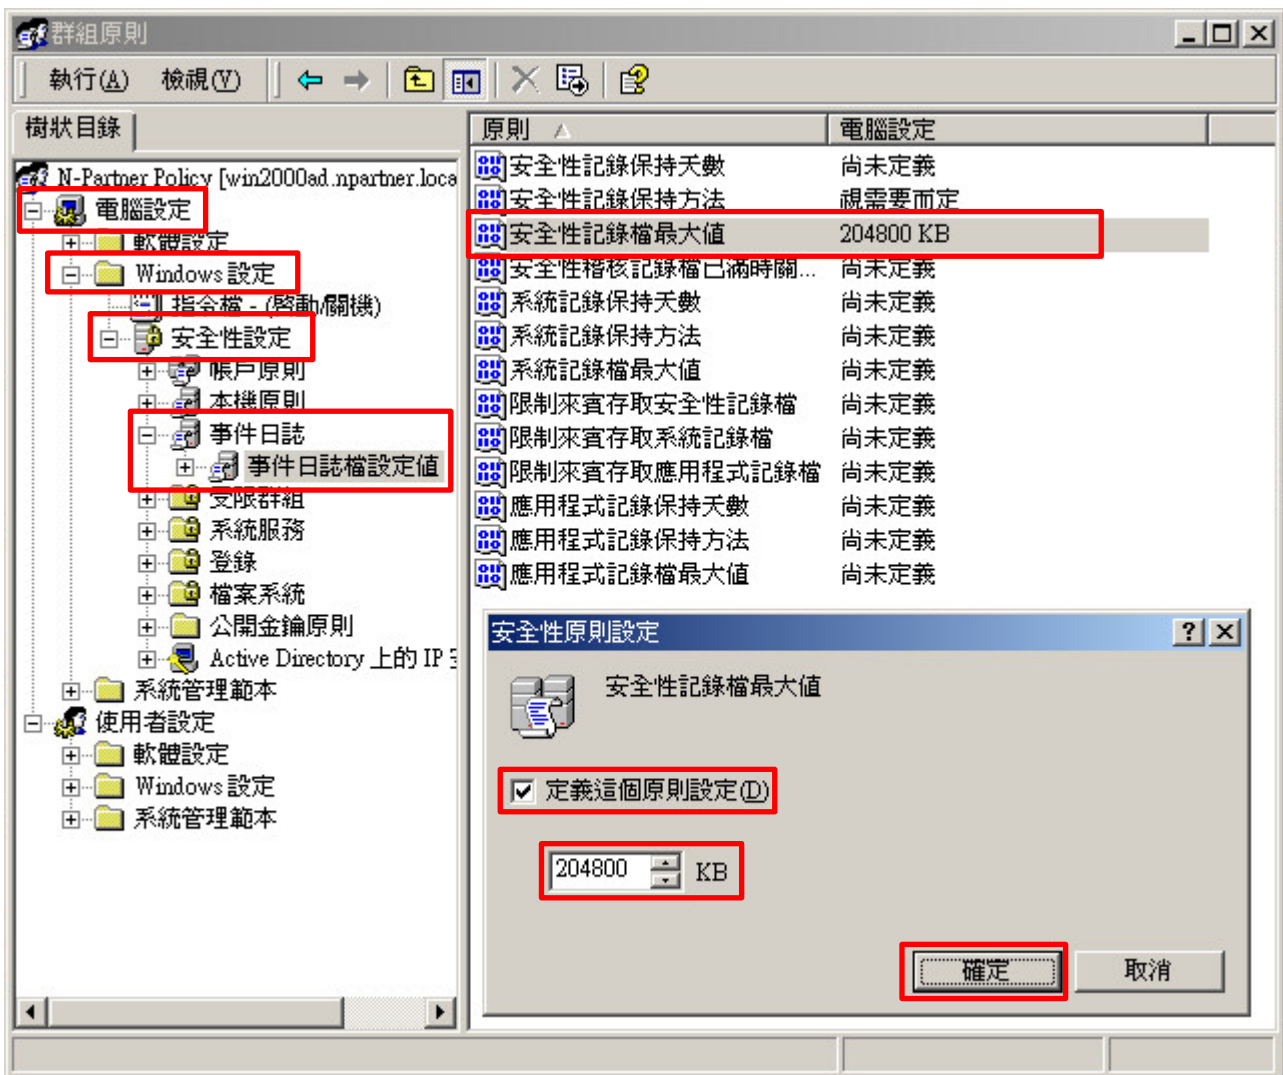 群組原則
執行(A) 檢視(V)
樹狀目錄
N-Partner Policy [win2000ad.npartner.loca
電腦設定
軟體設定
Windows 設定
指令檔 - (啓動/關機)
安全性設定
帳戶原則
本機原則
事件日誌
事件日誌檔設定值
受限群組
系統服務
登錄
檔案系統
公開金鑰原則
Active Directory 上的 IP
系統管理範本
使用者設定
軟體設定
Windows 設定
系統管理範本
原則 電腦設定
安全性記錄保持天數 尚未定義
安全性記錄保持方法 視需要而定
安全性記錄檔最大值 204800 KB
安全性稽核記錄檔已滿時關... 尚未定義
系統記錄保持天數 尚未定義
系統記錄保持方法 尚未定義
系統記錄檔最大值 尚未定義
限制來賓存取安全性記錄檔 尚未定義
限制來賓存取系統記錄檔 尚未定義
限制來賓存取應用程式記錄檔 尚未定義
應用程式記錄保持天數 尚未定義
應用程式記錄保持方法 尚未定義
應用程式記錄檔最大值 尚未定義
安全性原則設定
安全性記錄檔最大值
定義這個原則設定(D)
204800 KB
確定 取消